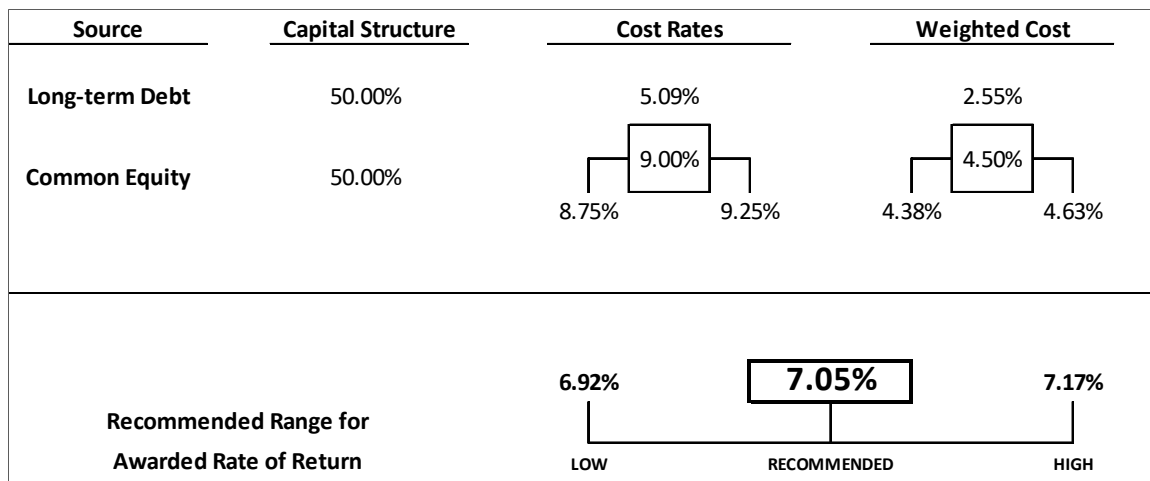 Source Capital Structure Cost Rates Weighted Cost
Long-term Debt 50.00% 5.09% 2.55%
9.00% 4.50%
Common Equity 50.00%
8.75% 9.25% 4.38% 4.63%
6.92% 7.05% 7.17%
Recommended Range for
Awarded Rate of Return LOW RECOMMENDED HIGH